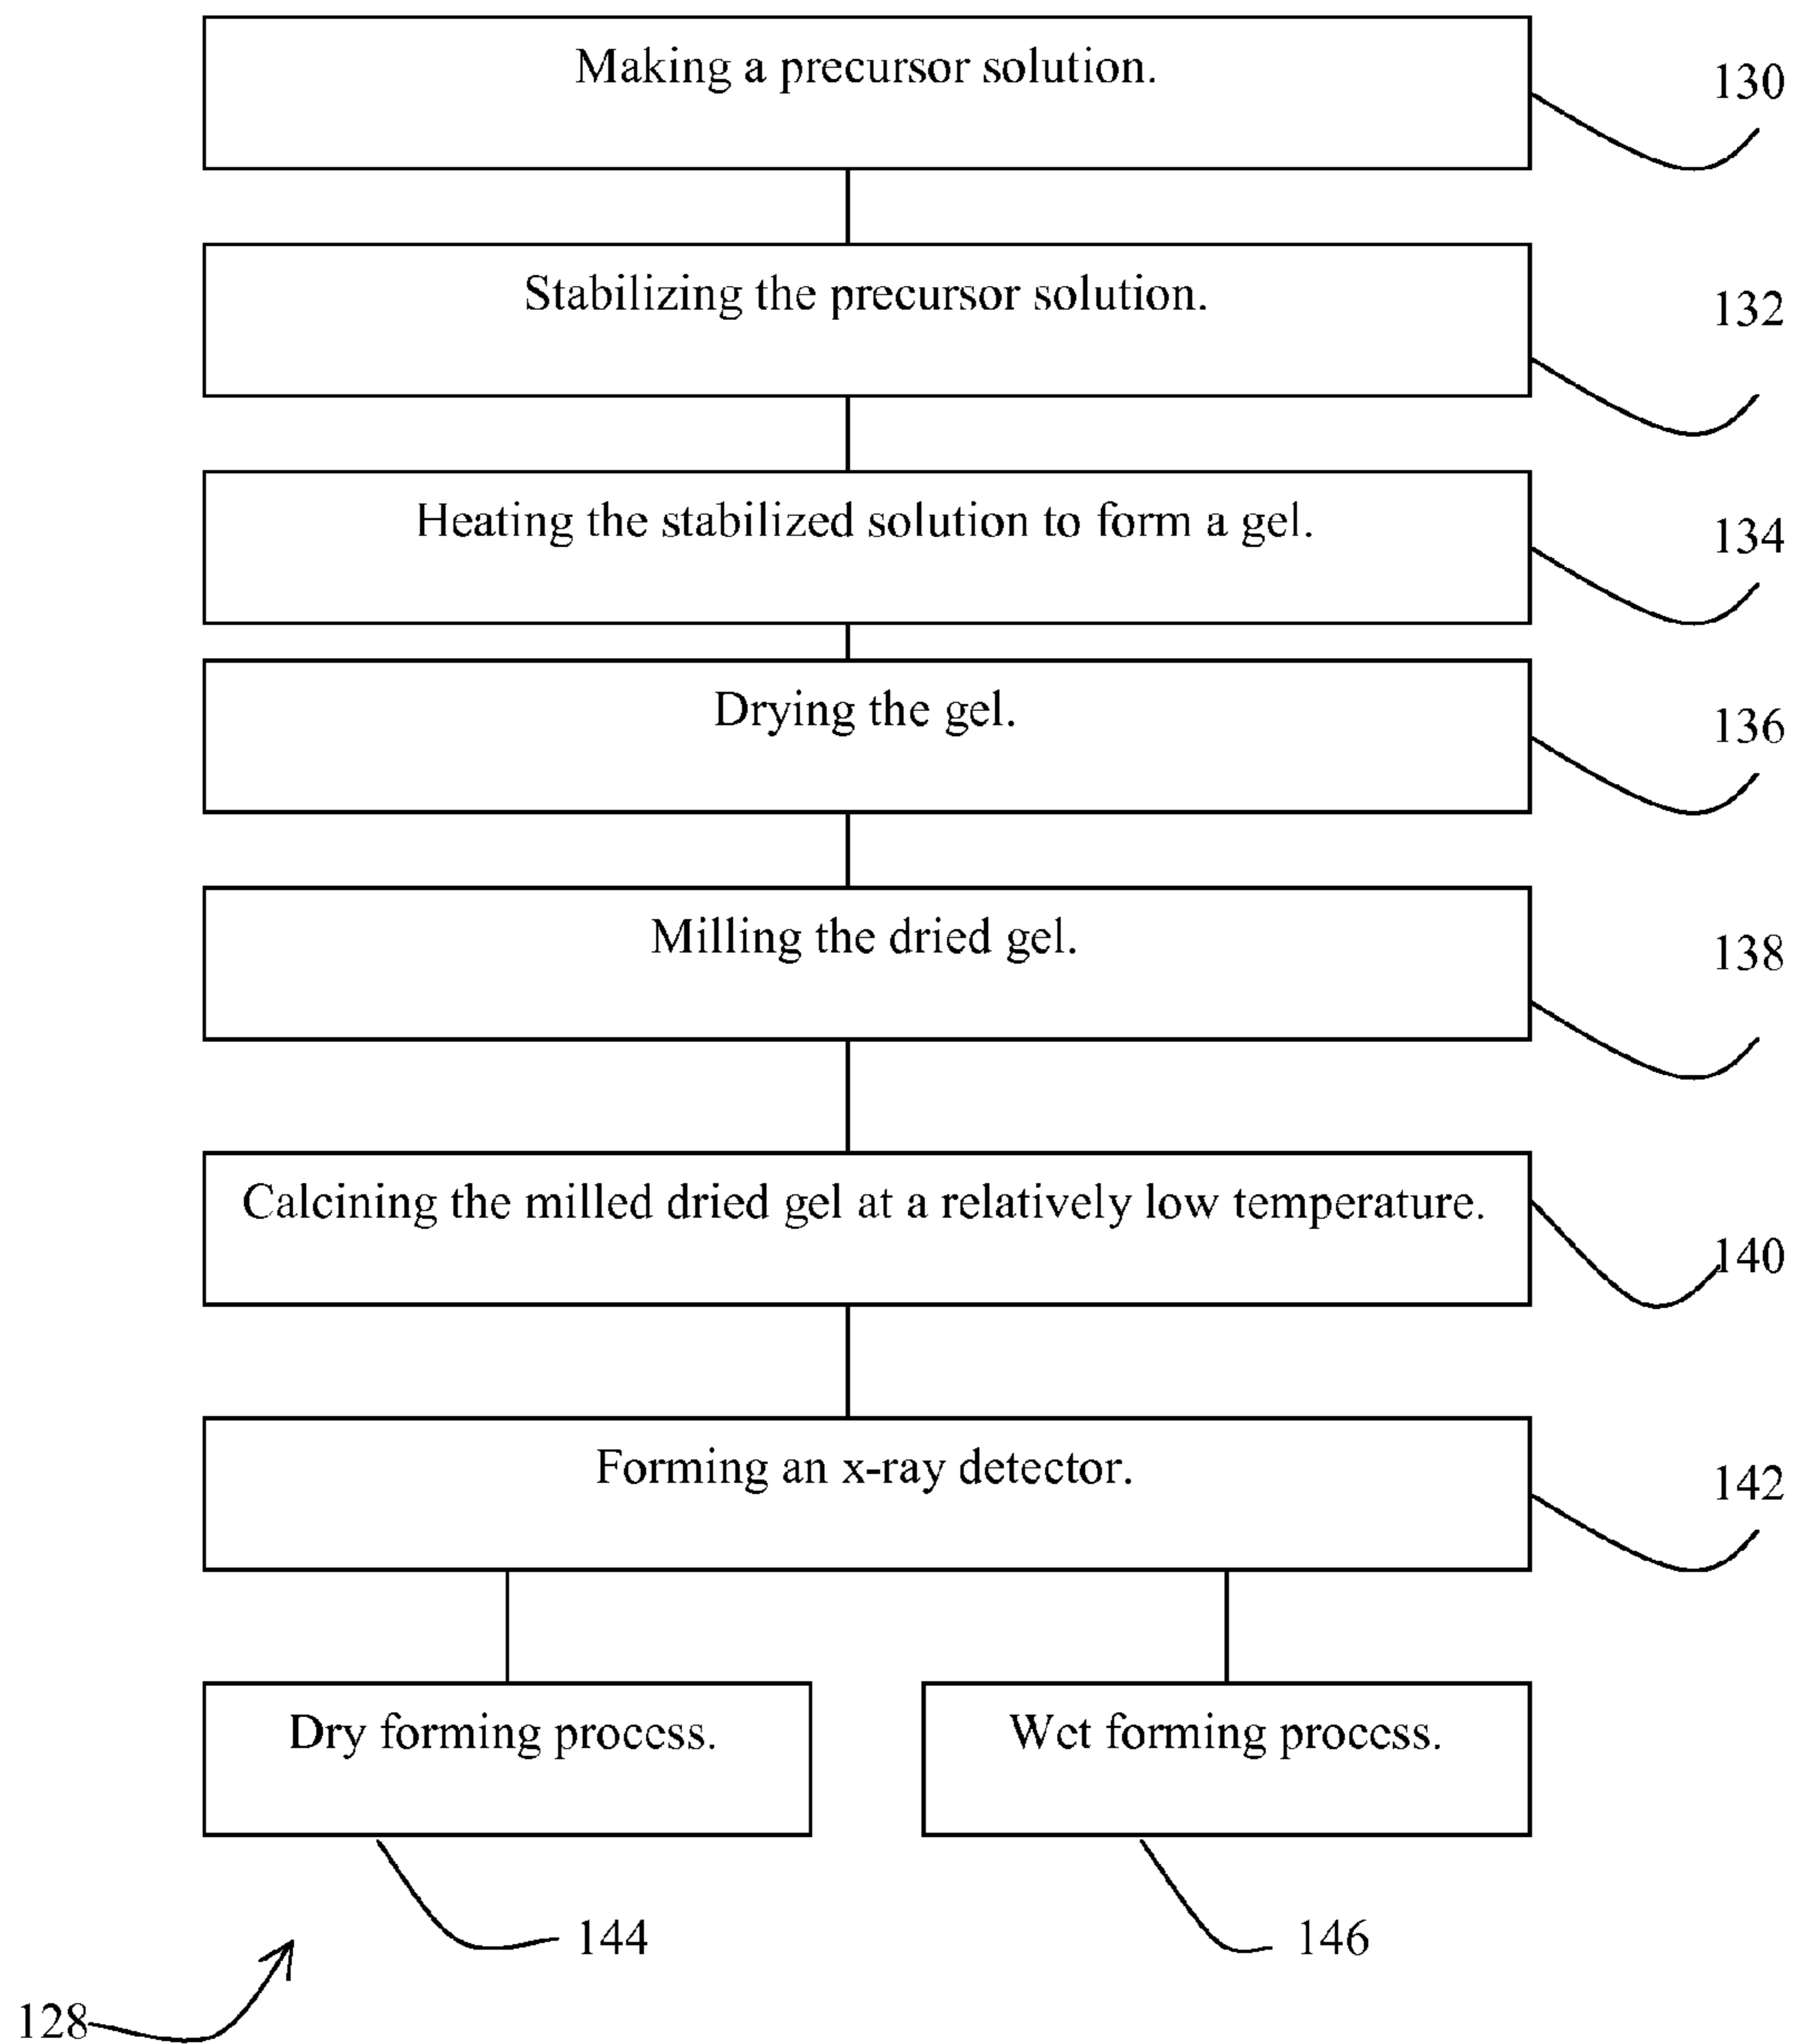 Making a precursor solution.
130
Stabilizing the precursor solution.
132
Heating the stabilized solution to form a gel.
134
Drying the gel.
136
Milling the dried gel.
138
Calcining the milled dried gel at a relatively low temperature.
140
Forming an x-ray detector.
142
Dry forming process.
Wet forming process.
144
146
128